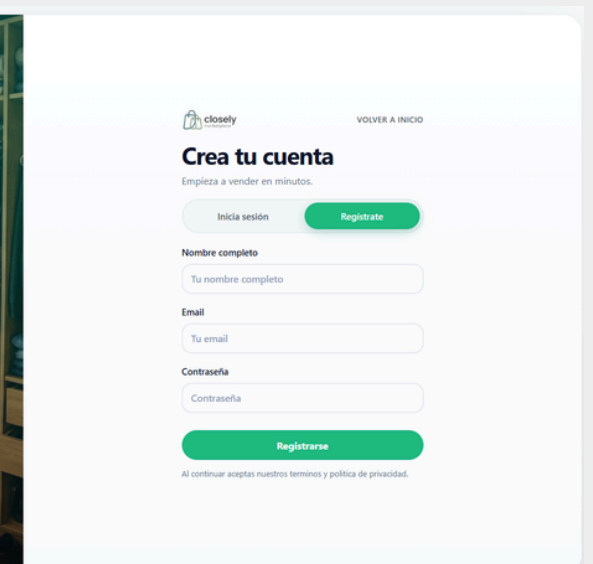 closely
VOLVER A INICIO
Crea tu cuenta
Empieza a vender en minutos.
Inicia sesión
Regístrate
Nombre completo
Tu nombre completo
Email
Tu email
Contraseña
Contraseña
Registrarse
Al continuar aceptas nuestros terminos y política de privacidad.